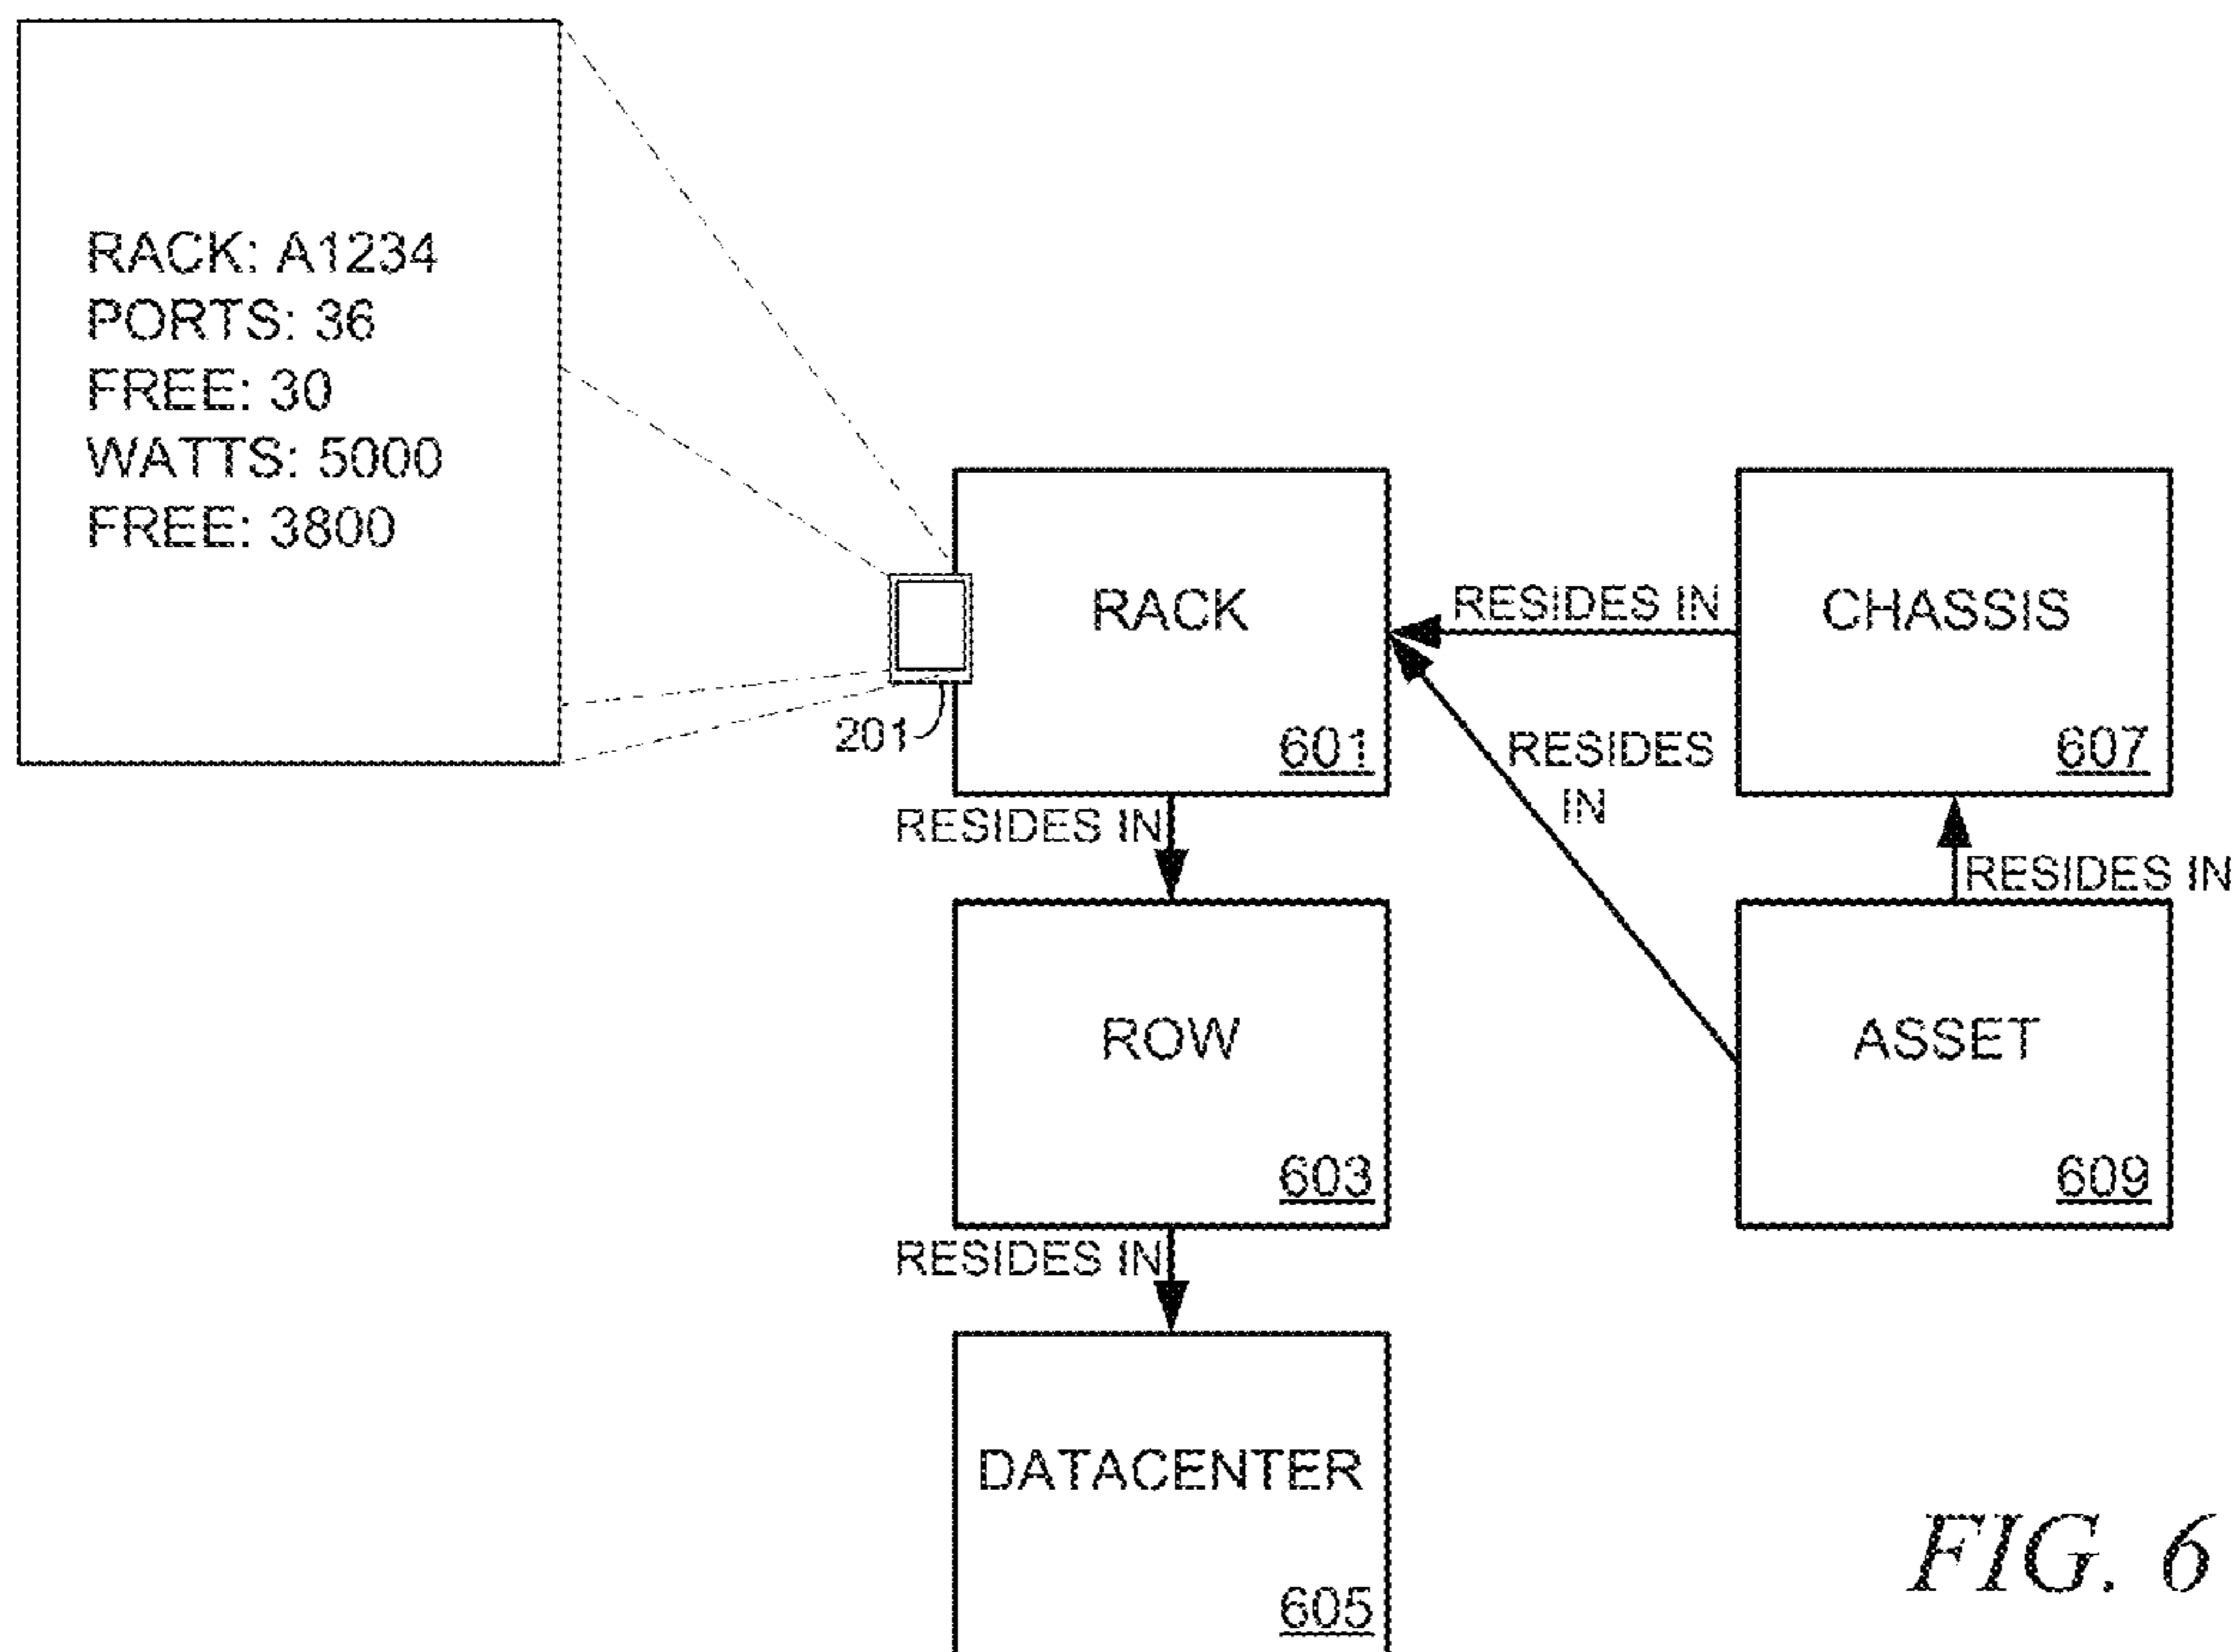 RACK: A1234
PORTS: 36
FREE: 30
WATTS: 5000
FREE: 3800
201
RACK
601
RESIDES IN
CHASSIS
607
RESIDES
IN
RESIDES IN
RESIDES IN
ROW
603
ASSET
609
RESIDES IN
DATACENTER
605
FIG. 6